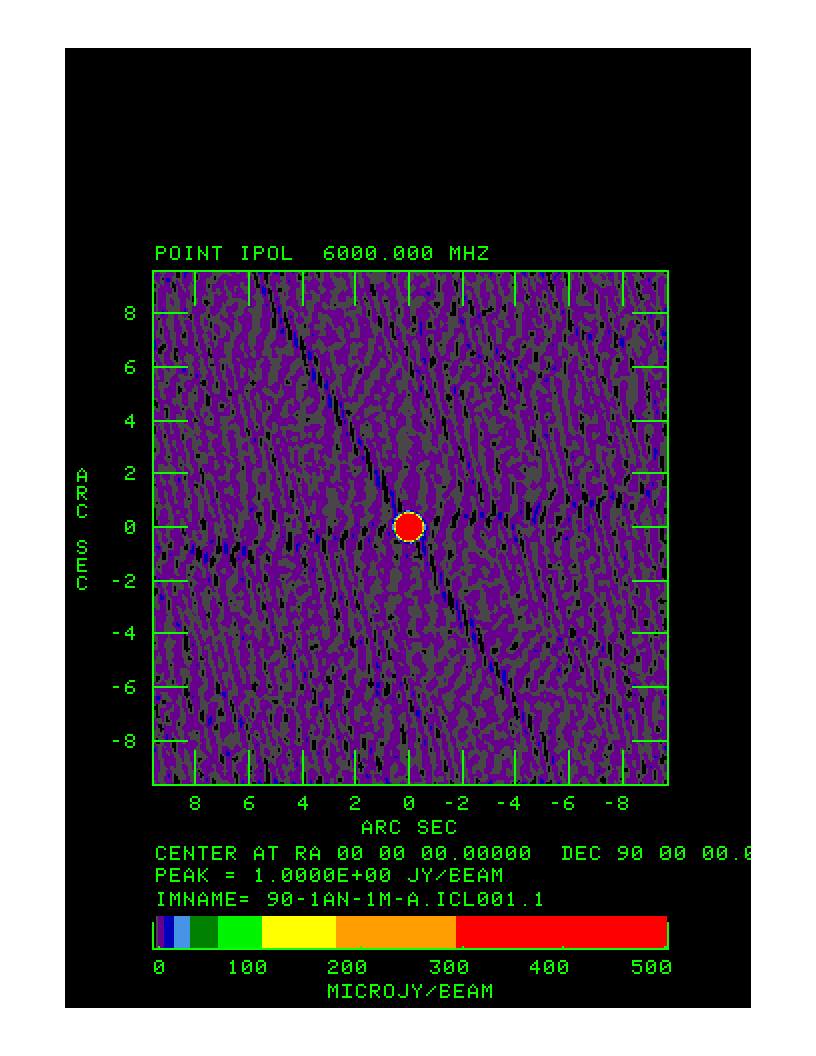 POINT IPOL 6000.000 MHZ
8
6
4
2
0
-2
-4
-6
-8
ARC SEC
8 6 4 2 0 -2 -4 -6 -8
ARC SEC
CENTER AT RA 00 00 00.00000 DEC 90 00 00.0
PEAK = 1.0000E+00 JY/BEAM
IMNAME= 90-1AN-1M-A.ICL001.1
0 100 200 300 400 500
MICROJY/BEAM